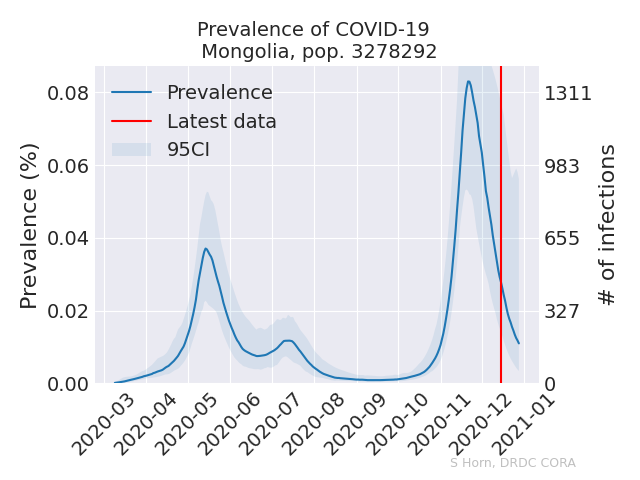 Prevalence of COVID-19
Mongolia, pop. 3278292
Prevalence
Latest data
95CI
Prevalence (%)
0.08
0.06
0.04
0.02
0.00
1311
983
655
327
0
# of infections
2020-03
2020-04
2020-05
2020-06
2020-07
2020-08
2020-09
2020-10
2020-11
2020-12
2021-01
S Horn, DRDC CORA